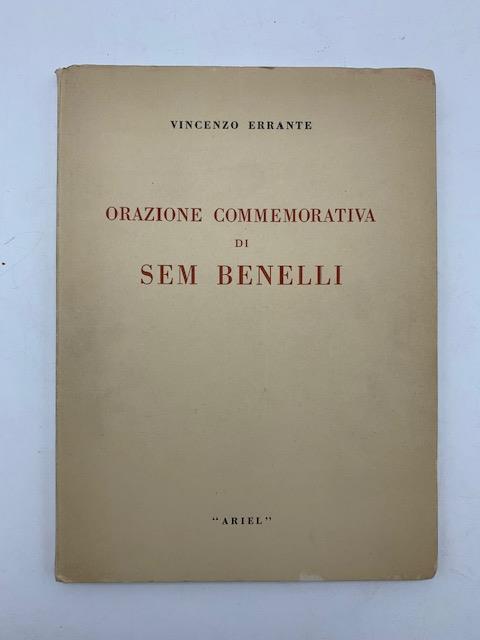 VINCENZO ERRANTE
ORAZIONE COMMEMORATIVA
DI
SEM BENELLI
"ARIEL"